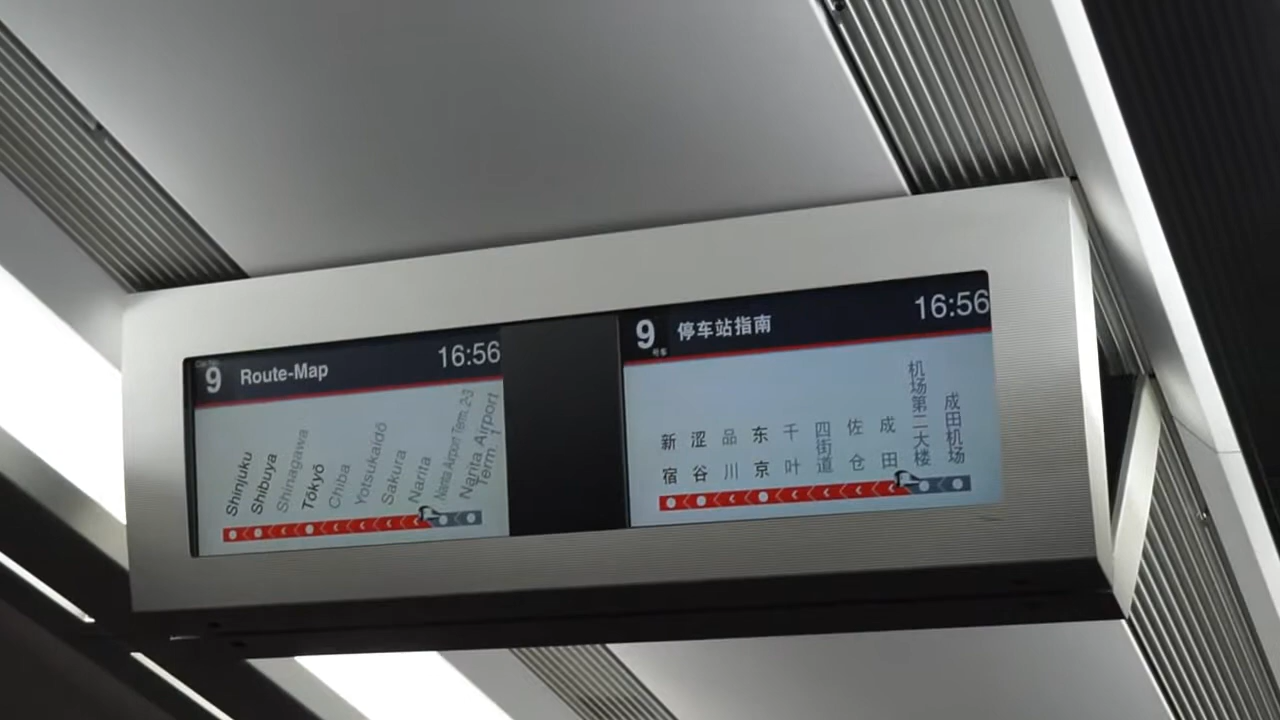 9 Route-Map 16:56
Shinjuku
Shibuya
Shinagawa
Tōkyō
Chiba
Yotsukaidō
Sakura
Narita
Narita Airport Term. 2·3
Narita Airport
Term. 1
9 号车 停车站指南 16:56
新宿
涩谷
品川
东京
千叶
四街道
佐仓
成田
机场第二大楼
成田机场